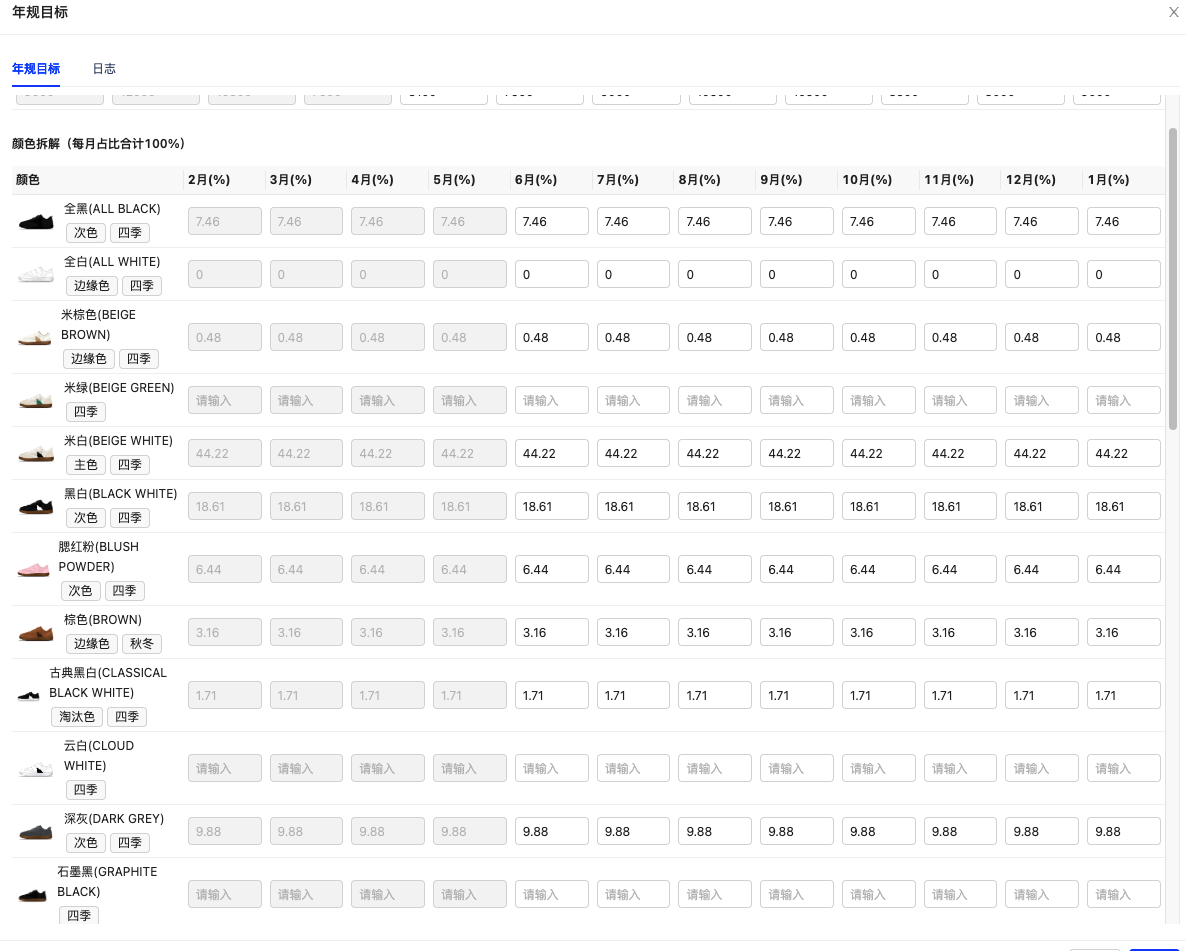 年规目标
年规目标 日志
颜色拆解（每月占比合计100%）
颜色 2月(%) 3月(%) 4月(%) 5月(%) 6月(%) 7月(%) 8月(%) 9月(%) 10月(%) 11月(%) 12月(%) 1月(%)
全黑(ALL BLACK)
次色 四季
7.46 7.46 7.46 7.46 7.46 7.46 7.46 7.46 7.46 7.46 7.46 7.46
全白(ALL WHITE)
边缘色 四季
0 0 0 0 0 0 0 0 0 0 0 0
米棕色(BEIGE
BROWN)
边缘色 四季
0.48 0.48 0.48 0.48 0.48 0.48 0.48 0.48 0.48 0.48 0.48 0.48
米绿(BEIGE GREEN)
四季
请输入 请输入 请输入 请输入 请输入 请输入 请输入 请输入 请输入 请输入 请输入 请输入
米白(BEIGE WHITE)
主色 四季
44.22 44.22 44.22 44.22 44.22 44.22 44.22 44.22 44.22 44.22 44.22 44.22
黑白(BLACK WHITE)
次色 四季
18.61 18.61 18.61 18.61 18.61 18.61 18.61 18.61 18.61 18.61 18.61 18.61
腮红粉(BLUSH
POWDER)
次色 四季
6.44 6.44 6.44 6.44 6.44 6.44 6.44 6.44 6.44 6.44 6.44 6.44
棕色(BROWN)
边缘色 秋冬
3.16 3.16 3.16 3.16 3.16 3.16 3.16 3.16 3.16 3.16 3.16 3.16
古典黑白(CLASSICAL
BLACK WHITE)
淘汰色 四季
1.71 1.71 1.71 1.71 1.71 1.71 1.71 1.71 1.71 1.71 1.71 1.71
云白(CLOUD
WHITE)
四季
请输入 请输入 请输入 请输入 请输入 请输入 请输入 请输入 请输入 请输入 请输入 请输入
深灰(DARK GREY)
次色 四季
9.88 9.88 9.88 9.88 9.88 9.88 9.88 9.88 9.88 9.88 9.88 9.88
石墨黑(GRAPHITE
BLACK)
四季
请输入 请输入 请输入 请输入 请输入 请输入 请输入 请输入 请输入 请输入 请输入 请输入